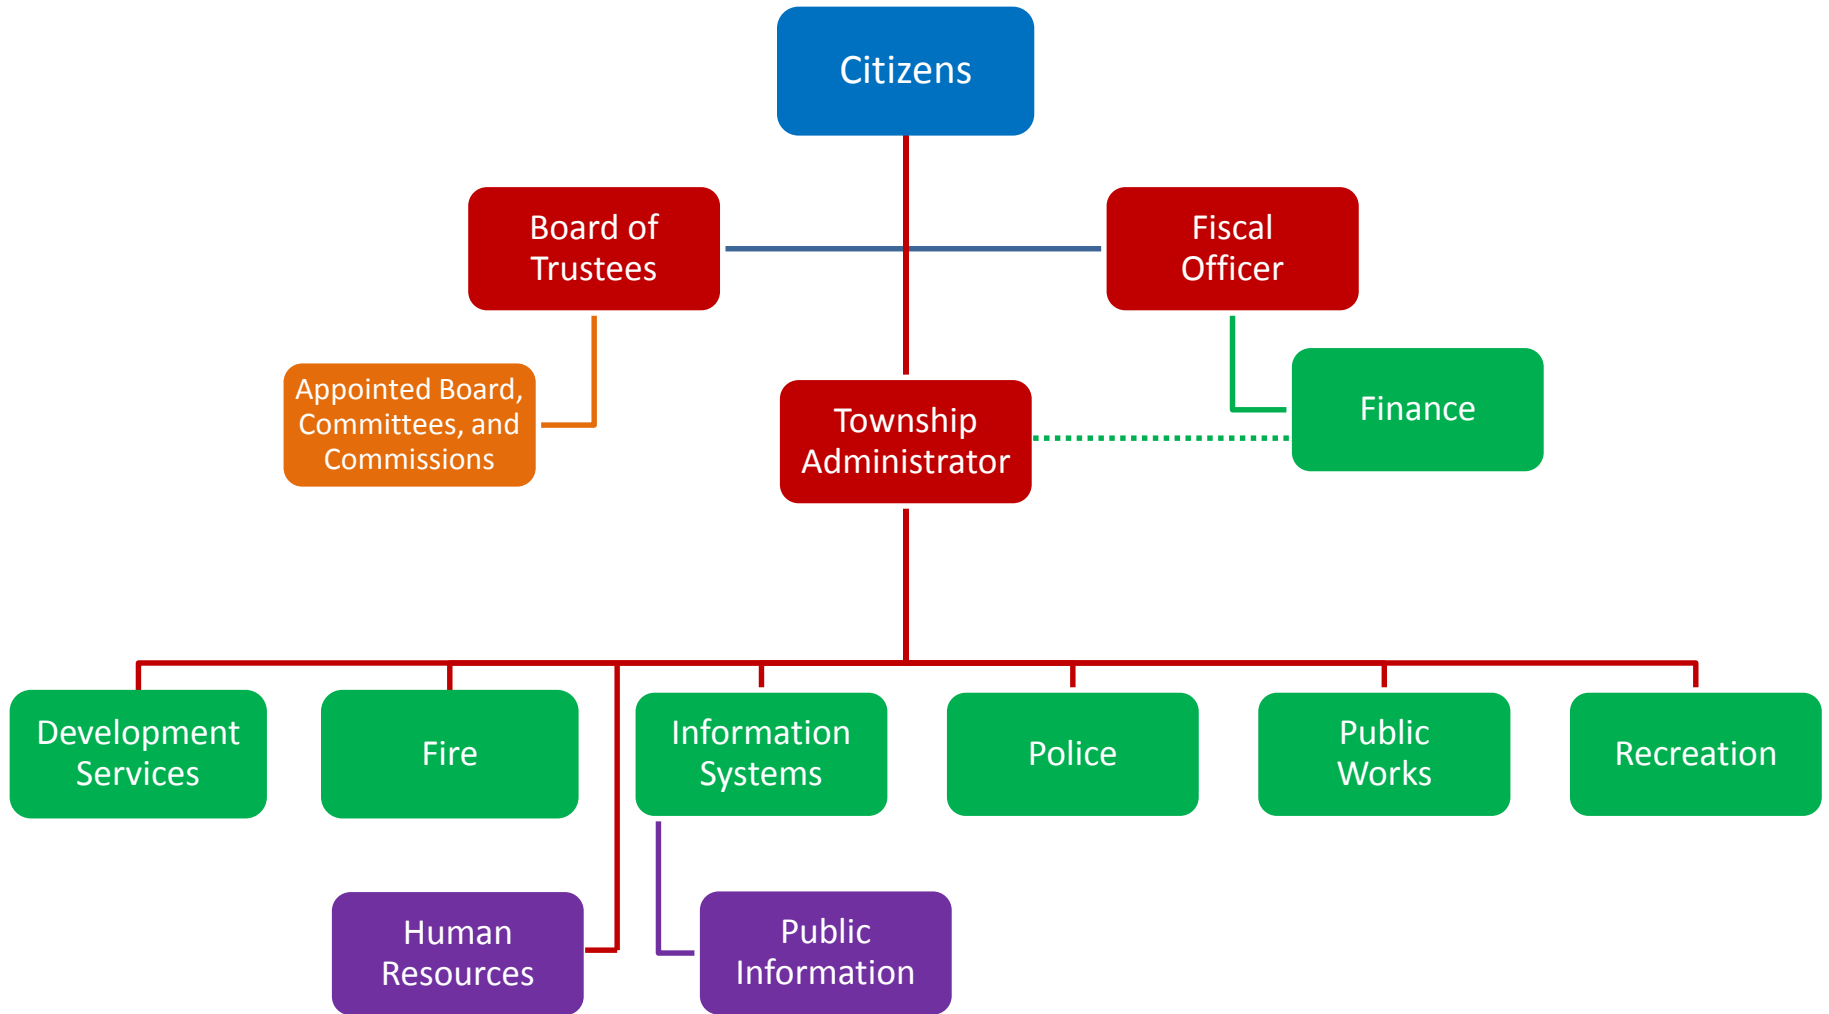 Citizens
Board of
Trustees
Fiscal
Officer
Appointed Board,
Committees, and
Commissions
Township
Administrator
Finance
Development
Services
Fire
Information
Systems
Police
Public
Works
Recreation
Human
Resources
Public
Information